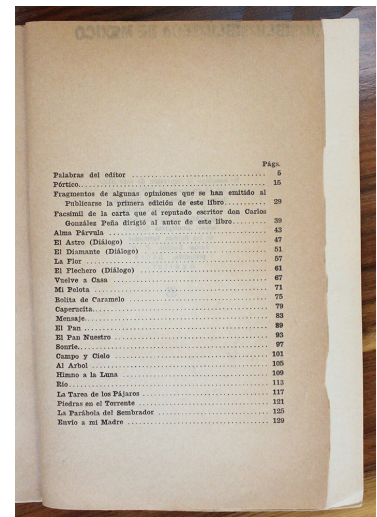 Págs.
Palabras del editor ........................................ 5
Pórtico........................................................ 15
Fragmentos de algunas opiniones que se han emitido al
Publicarse la primera edición de este libro........... 29
Facsímil de la carta que el reputado escritor don Carlos
González Peña dirigió al autor de este libro........... 39
Alma Párvula ............................................... 43
El Astro (Diálogo) ......................................... 47
El Diamante (Diálogo) ..................................... 51
La Flor ....................................................... 57
El Flechero (Diálogo) ..................................... 61
Vuelve a Casa .............................................. 67
Mi Pelota .................................................... 71
Bolita de Caramelo ......................................... 75
Caperucita.................................................... 79
Mensaje....................................................... 83
El Pan ........................................................ 89
El Pan Nuestro .............................................. 93
Sonríe......................................................... 97
Campo y Cielo .............................................. 101
Al Arbol ..................................................... 105
Himno a la Luna ............................................ 109
Río............................................................ 113
La Tarea de los Pájaros .................................... 117
Piedras en el Torrente ...................................... 121
La Parábola del Sembrador ................................ 125
Envío a mi Madre ........................................... 129